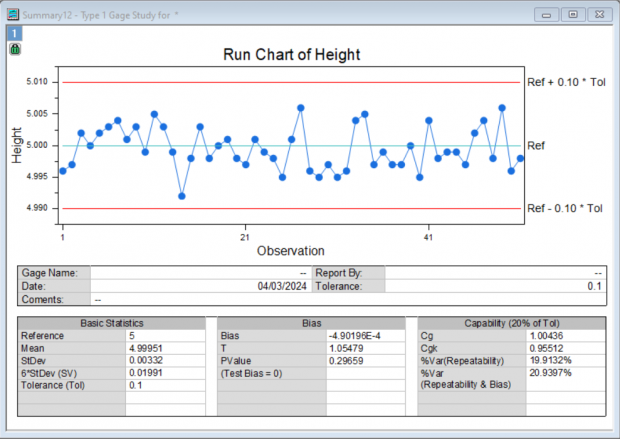 Summary12 - Type 1 Gage Study for *
1
Run Chart of Height
5.010
5.005
5.000
4.995
4.990
Height
Ref + 0.10 * Tol
Ref
Ref - 0.10 * Tol
1 21 41
Observation
Gage Name: -- Report By: --
Date: 04/03/2024 Tolerance: 0.1
Coments: --
Basic Statistics Bias Capability (20% of Tol)
Reference 5 Bias -4.90196E-4 Cg 1.00436
Mean 4.99951 T 1.05479 Cgk 0.95512
StDev 0.00332 PValue 0.29659 %Var(Repeatability) 19.9132%
6*StDev (SV) 0.01991 (Test Bias = 0) %Var 20.9397%
Tolerance (Tol) 0.1 (Repeatability & Bias)